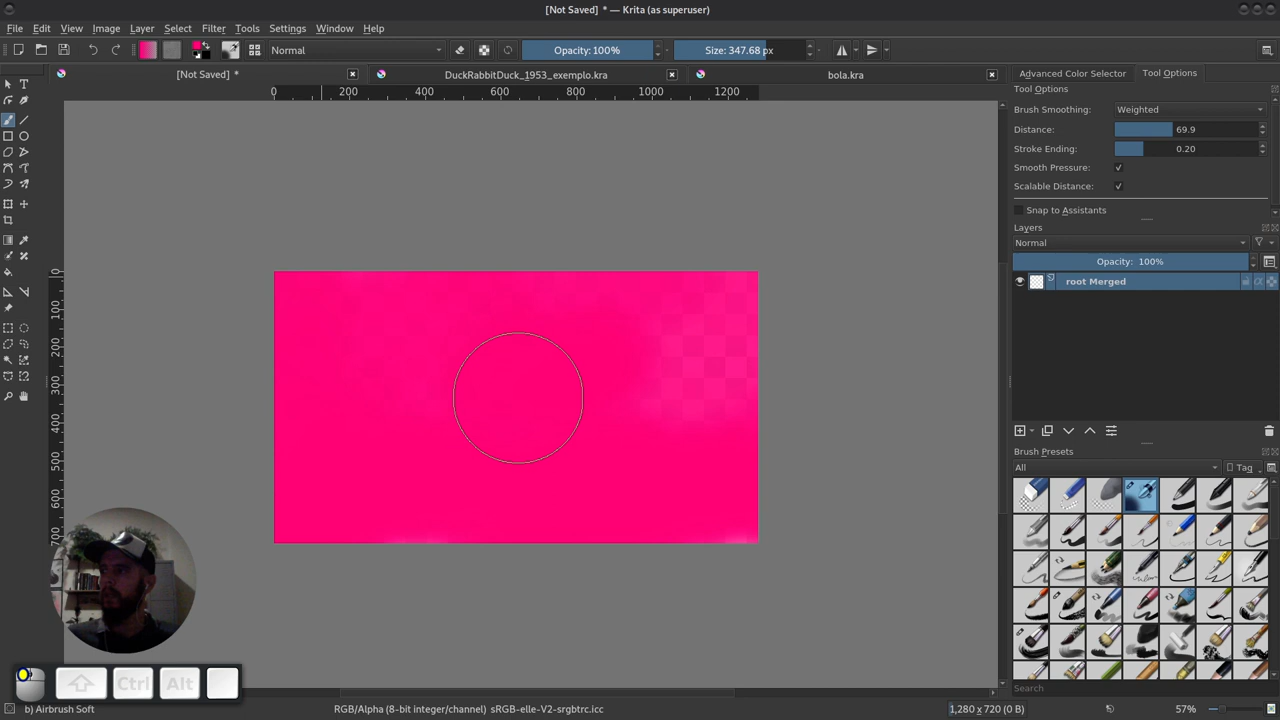 [Not Saved] * — Krita (as superuser)
File Edit View Image Layer Select Filter Tools Settings Window Help
Normal Opacity: 100% Size: 347.68 px
[Not Saved] * DuckRabbitDuck_1953_exemplo.kra bola.kra
Advanced Color Selector Tool Options
0 200 400 600 800 1000 1200
Tool Options
Brush Smoothing: Weighted
Distance: 69.9
Stroke Ending: 0.20
Smooth Pressure:
Scalable Distance:
Snap to Assistants
Layers
Normal
Opacity: 100%
root Merged
0
100
200
300
400
500
600
700
Brush Presets
All Tag
Search
Ctrl Alt
b) Airbrush Soft RGB/Alpha (8-bit integer/channel) sRGB-elle-V2-srgbtrc.icc 1,280 x 720 (0 B) 57%